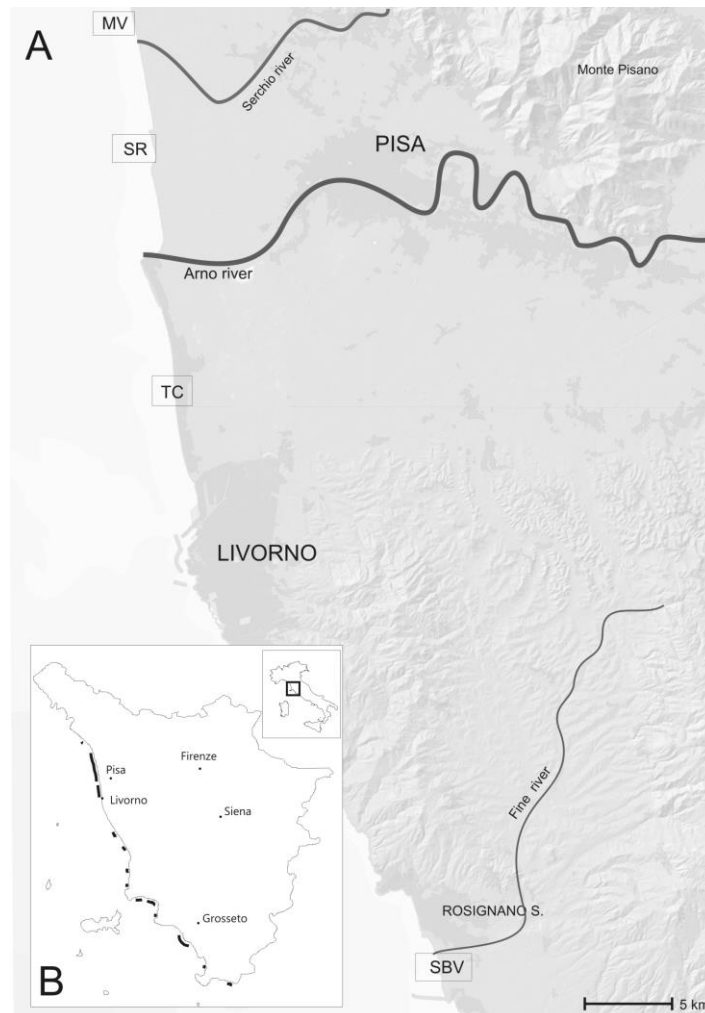 A
MV
Serchio river
Monte Pisano
SR
PISA
Arno river
TC
LIVORNO
Fine river
ROSIGNANO S.
SBV
5 km
B
Pisa
Firenze
Livorno
Siena
Grosseto